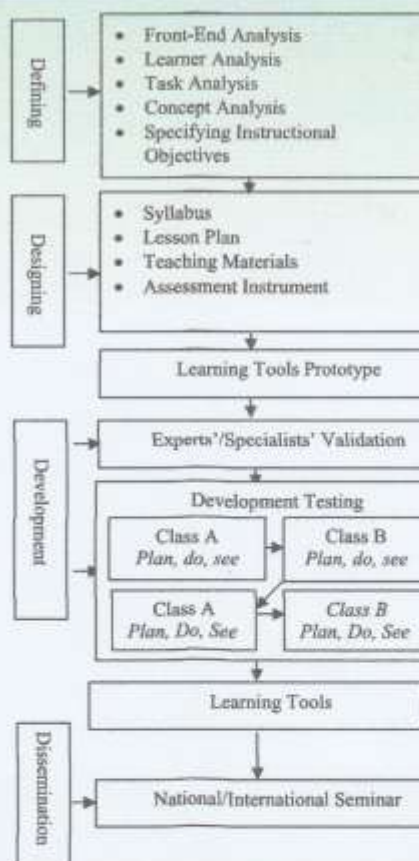 Defining
• Front-End Analysis
• Learner Analysis
• Task Analysis
• Concept Analysis
• Specifying Instructional
Objectives
Designing
• Syllabus
• Lesson Plan
• Teaching Materials
• Assessment Instrument
Learning Tools Prototype
Development
Experts'/Specialists' Validation
Development Testing
Class A
Plan, do, see
Class B
Plan, do, see
Class A
Plan, Do, See
Class B
Plan, Do, See
Learning Tools
Dissemination
National/International Seminar